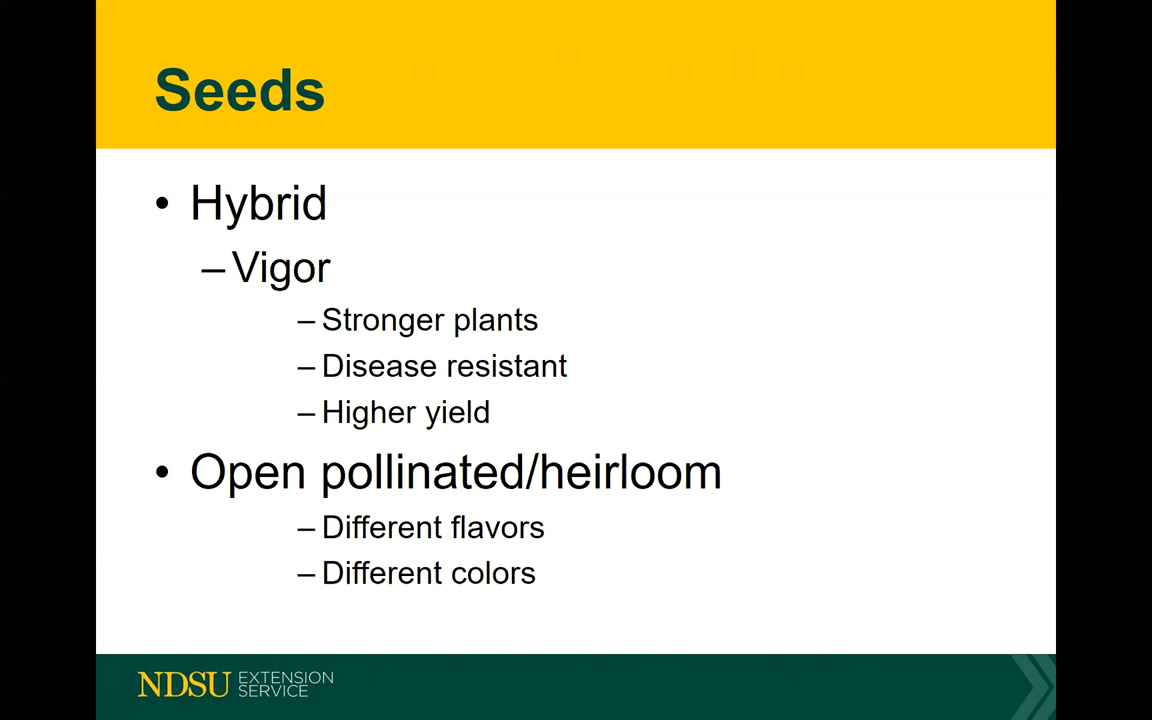 Seeds
• Hybrid
– Vigor
– Stronger plants
– Disease resistant
– Higher yield
• Open pollinated/heirloom
– Different flavors
– Different colors
NDSU EXTENSION
SERVICE